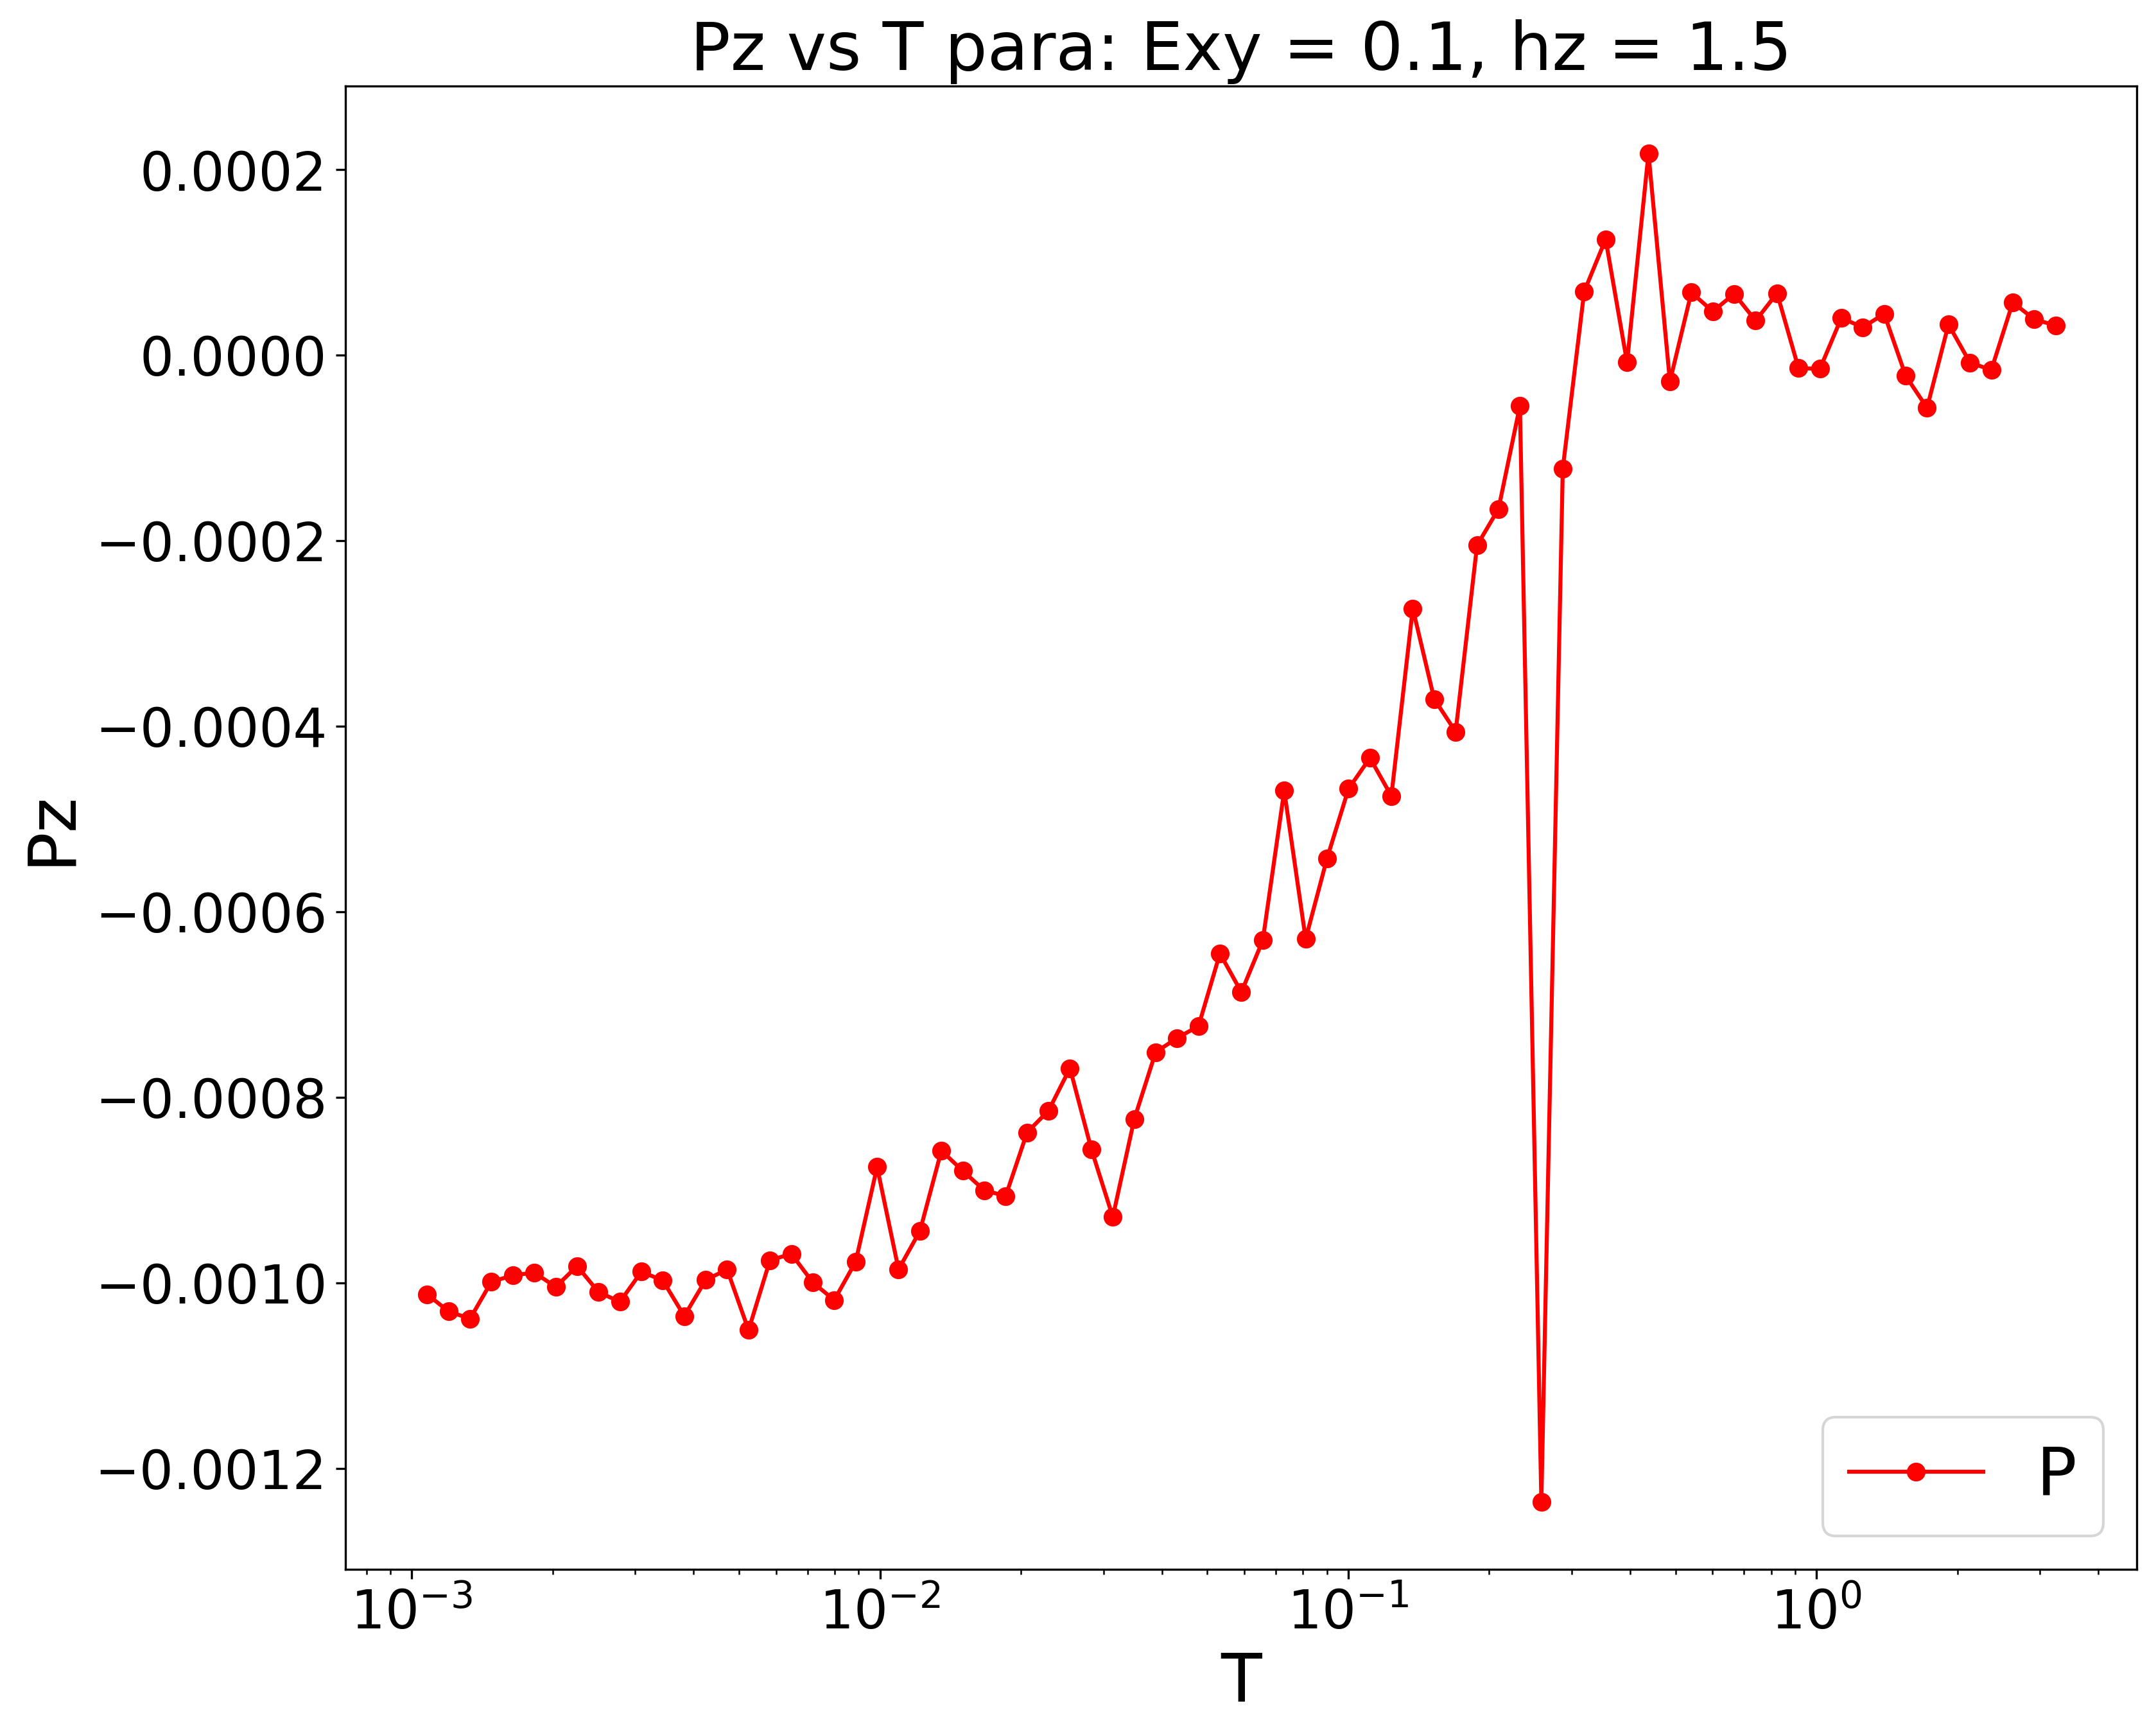 Pz vs T para: Exy = 0.1, hz = 1.5
0.0002
0.0000
−0.0002
−0.0004
−0.0006
−0.0008
−0.0010
−0.0012
Pz
P
10⁻³ 10⁻² 10⁻¹ 10⁰
T